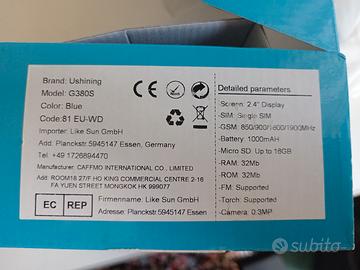 Brand: Ushining
Model: G380S
Color: Blue
Code:81 EU-WD
Importer: Like Sun GmbH
Addr: Planckstr.5945147 Essen, Germany
Tel: +49 1726894470
Manufacturer: CAFFMO INTERNATIONAL CO., LIMITED
Add: ROOM18 27/F HO KING COMMERCIAL CENTRE 2-16
FA YUEN STREET MONGKOK HK 999077
EC REP
Firmenname: Like Sun GmbH
Adresse: Planckstr.5945147 Essen
CE
Detailed parameters
Screen: 2.4" Display
-SIM: Single SIM
-GSM: 850/900/1800/1900MHz
-Battery: 1000mAH
-Micro SD: Up to 16GB
-RAM: 32Mb
-ROM: 32Mb
-FM: Supported
-Torch: Supported
-Camera: 0.3MP
subito